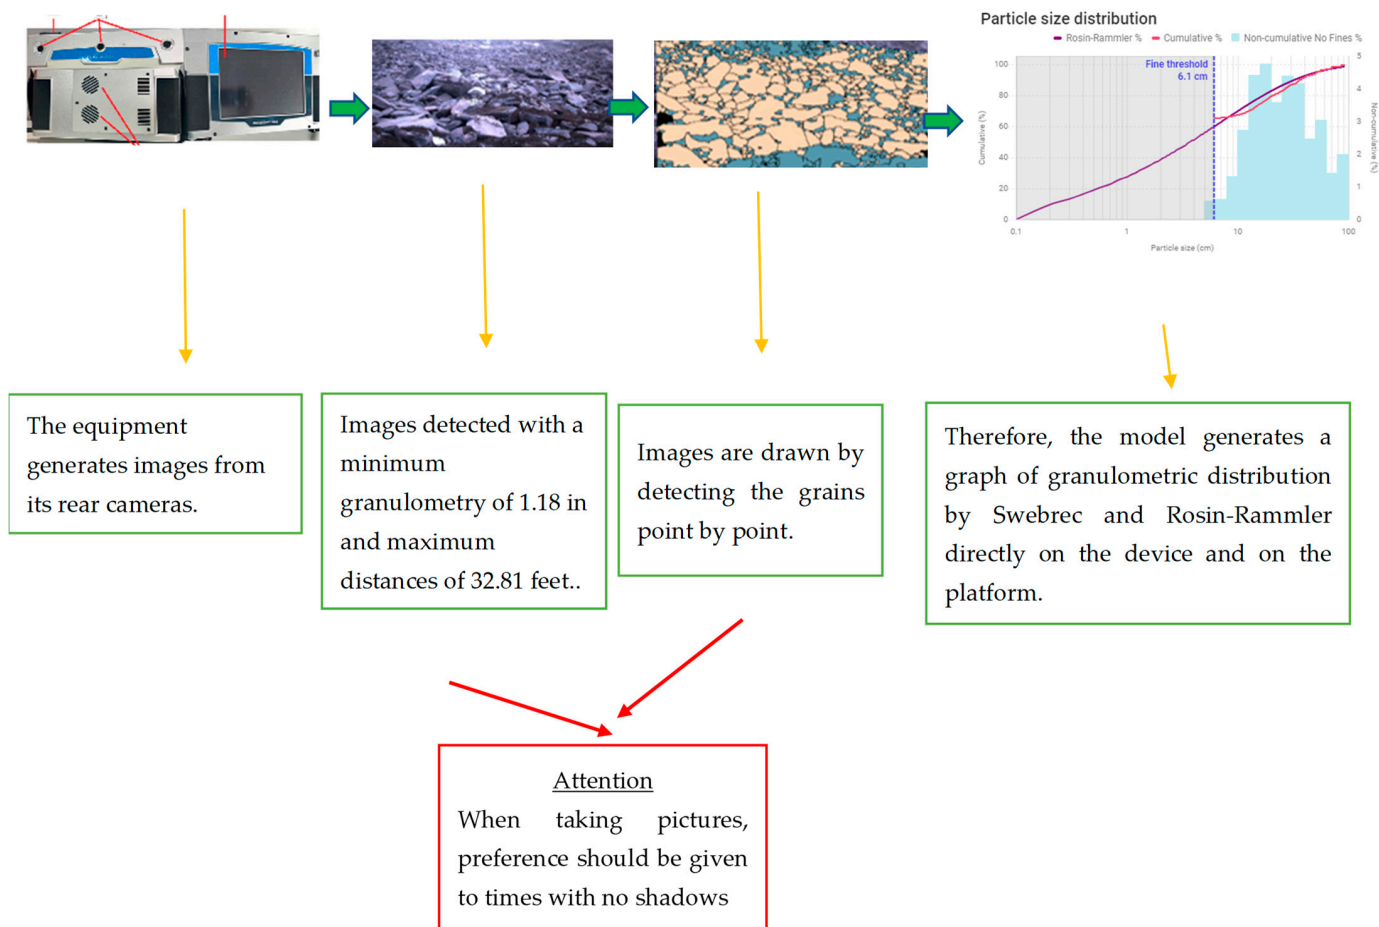 Particle size distribution
Rosin-Rammler % Cumulative % Non-cumulative No Fines %
Fine threshold
6.1 cm
100
80
60
40
20
0
Cumulative (%)
5
4
3
2
1
0
Non-cumulative (%)
0.1 1 10 100
Particle size (cm)
The equipment
generates images from
its rear cameras.
Images detected with a
minimum
granulometry of 1.18 in
and maximum
distances of 32.81 feet..
Images are drawn by
detecting the grains
point by point.
Therefore, the model generates a
graph of granulometric distribution
by Swebrec and Rosin-Rammler
directly on the device and on the
platform.
Attention
When taking pictures,
preference should be given
to times with no shadows